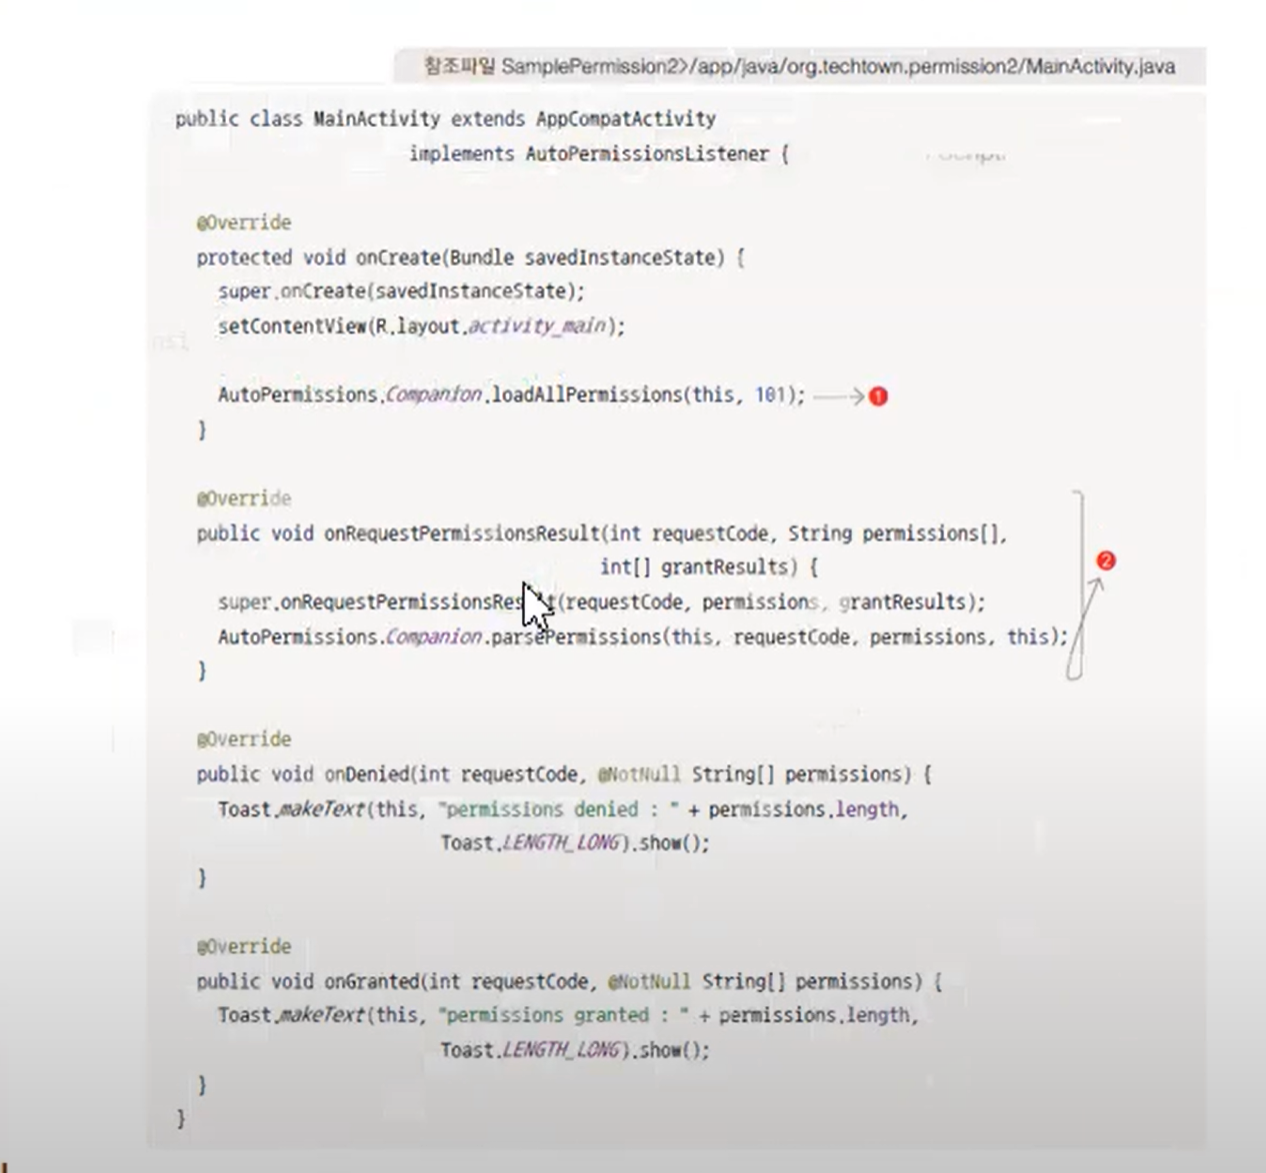 참조파일 SamplePermission2>/app/java/org.techtown.permission2/MainActivity.java
public class MainActivity extends AppCompatActivity
implements AutoPermissionsListener {
@Override
protected void onCreate(Bundle savedInstanceState) {
super.onCreate(savedInstanceState);
setContentView(R.layout.activity_main);
AutoPermissions.Companion.loadAllPermissions(this, 101); 1
}
@Override
public void onRequestPermissionsResult(int requestCode, String permissions[],
int[] grantResults) { 2
super.onRequestPermissionsResult(requestCode, permissions, grantResults);
AutoPermissions.Companion.parsePermissions(this, requestCode, permissions, this);
}
@Override
public void onDenied(int requestCode, @NotNull String[] permissions) {
Toast.makeText(this, "permissions denied : " + permissions.length,
Toast.LENGTH_LONG).show();
}
@Override
public void onGranted(int requestCode, @NotNull String[] permissions) {
Toast.makeText(this, "permissions granted : " + permissions.length,
Toast.LENGTH_LONG).show();
}
}